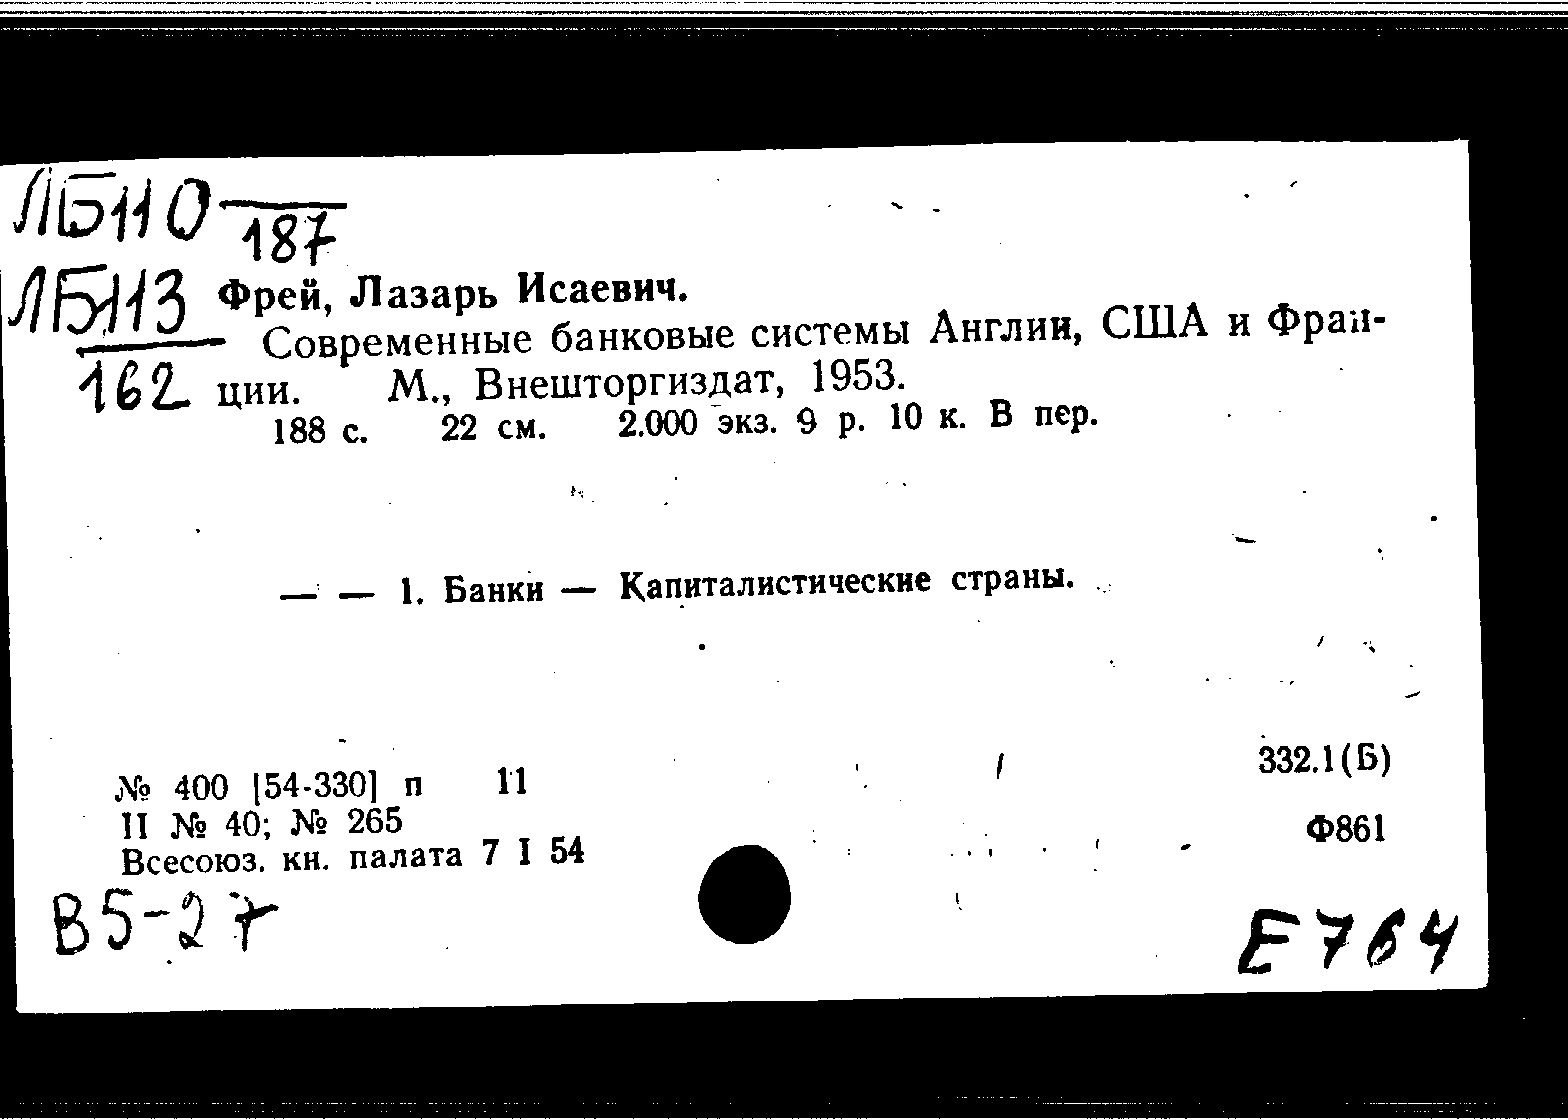 ЛБ110
187
ЛБ113
162
Фрей, Лазарь Исаевич.
Современные банковые системы Англии, США и Фран-
ции. М., Внешторгиздат, 1953.
188 с. 22 см. 2.000 экз. 9 р. 10 к. В пер.
— — 1. Банки — Капиталистические страны.
№ 400 [54-330] п 11
332.1(Б)
II № 40; № 265
Ф861
Всесоюз. кн. палата 7 I 54
В5-27
Е764